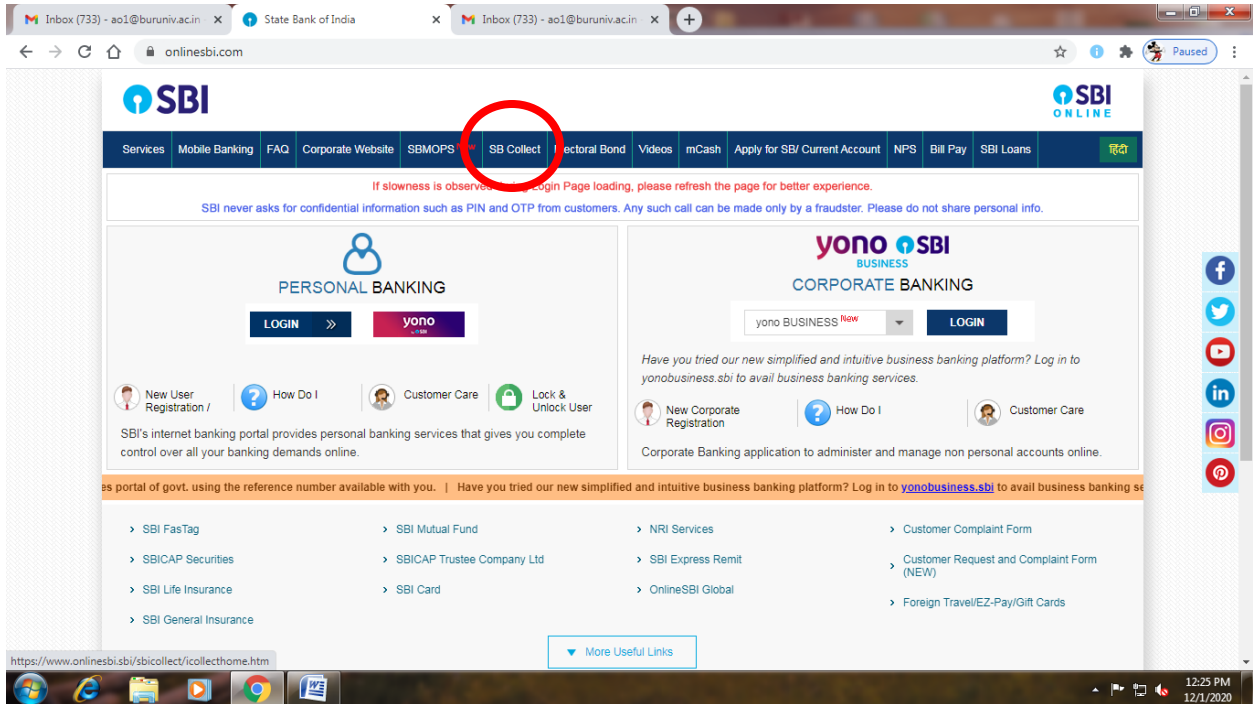 Inbox (733) - ao1@buruniv.ac.in
State Bank of India
Inbox (733) - ao1@buruniv.ac.in
onlinesbi.com
Paused
SBI
SBI
ONLINE
Services Mobile Banking FAQ Corporate Website SBMOPS SB Collect Bond Videos mCash Apply for SB/ Current Account NPS Bill Pay SBI Loans हिंदी
If slowness is Page loading, please refresh the page for better experience.
SBI never asks for confidential information such as PIN and OTP from customers. Any such call can be made only by a fraudster. Please do not share personal info.
PERSONAL BANKING
LOGIN »
yono
SBI
New User
Registration /
How Do I
Customer Care
Lock &
Unlock User
SBI's internet banking portal provides personal banking services that gives you complete
control over all your banking demands online.
yono SBI
BUSINESS
CORPORATE BANKING
yono BUSINESS New
LOGIN
Have you tried our new simplified and intuitive business banking platform? Log in to
yonobusiness.sbi to avail business banking services.
New Corporate
Registration
How Do I
Customer Care
Corporate Banking application to administer and manage non personal accounts online.
es portal of govt. using the reference number available with you. | Have you tried our new simplified and intuitive business banking platform? Log in to yonobusiness.sbi to avail business banking se
SBI FasTag
SBI Mutual Fund
NRI Services
Customer Complaint Form
SBICAP Securities
SBICAP Trustee Company Ltd
SBI Express Remit
Customer Request and Complaint Form
(NEW)
SBI Life Insurance
SBI Card
OnlineSBI Global
Foreign Travel/EZ-Pay/Gift Cards
SBI General Insurance
More Useful Links
https://www.onlinesbi.sbi/sbicollect/icollecthome.htm
12:25 PM
12/1/2020